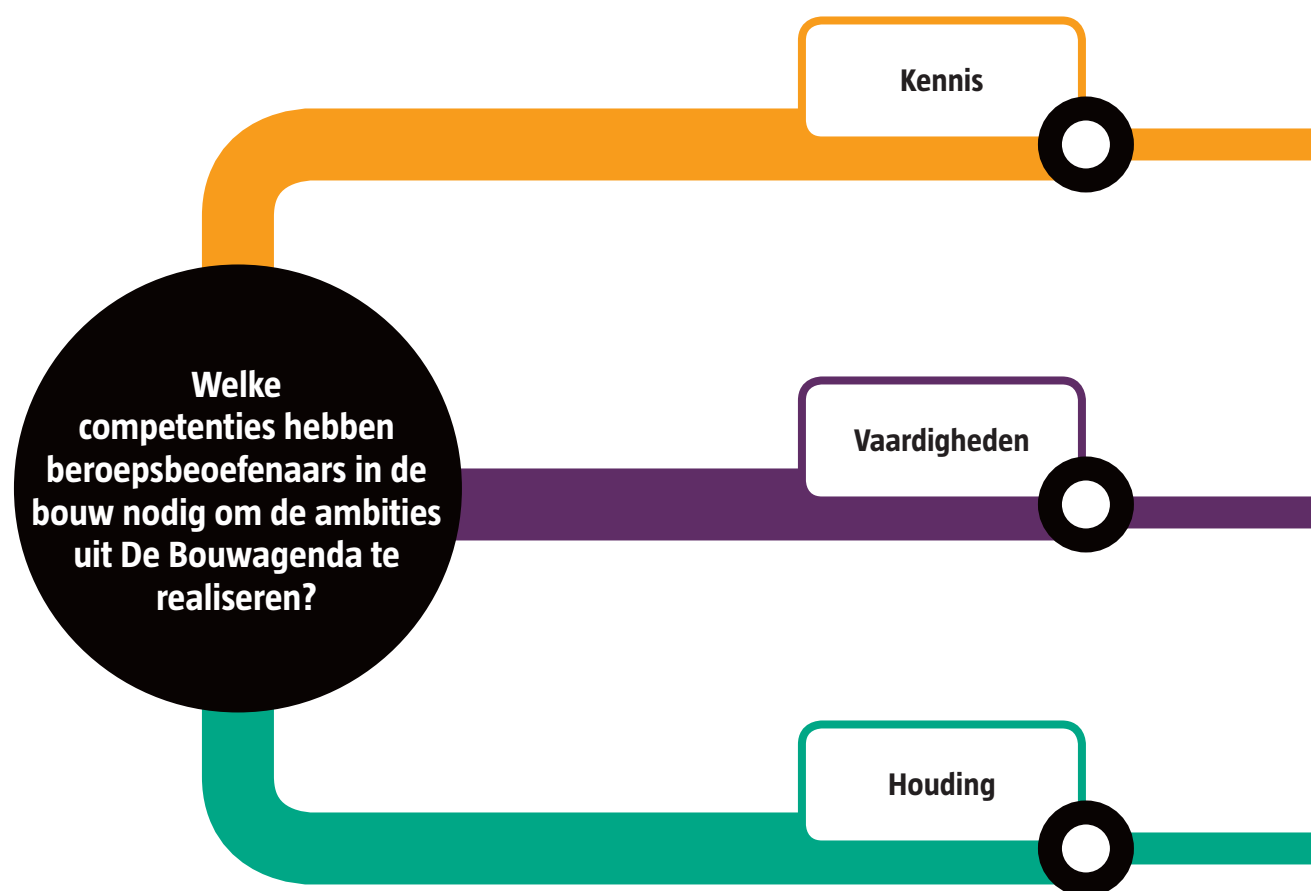 Kennis
Welke
competenties hebben
beroepsbeoefenaars in de
bouw nodig om de ambities
uit De Bouwagenda te
realiseren?
Vaardigheden
Houding